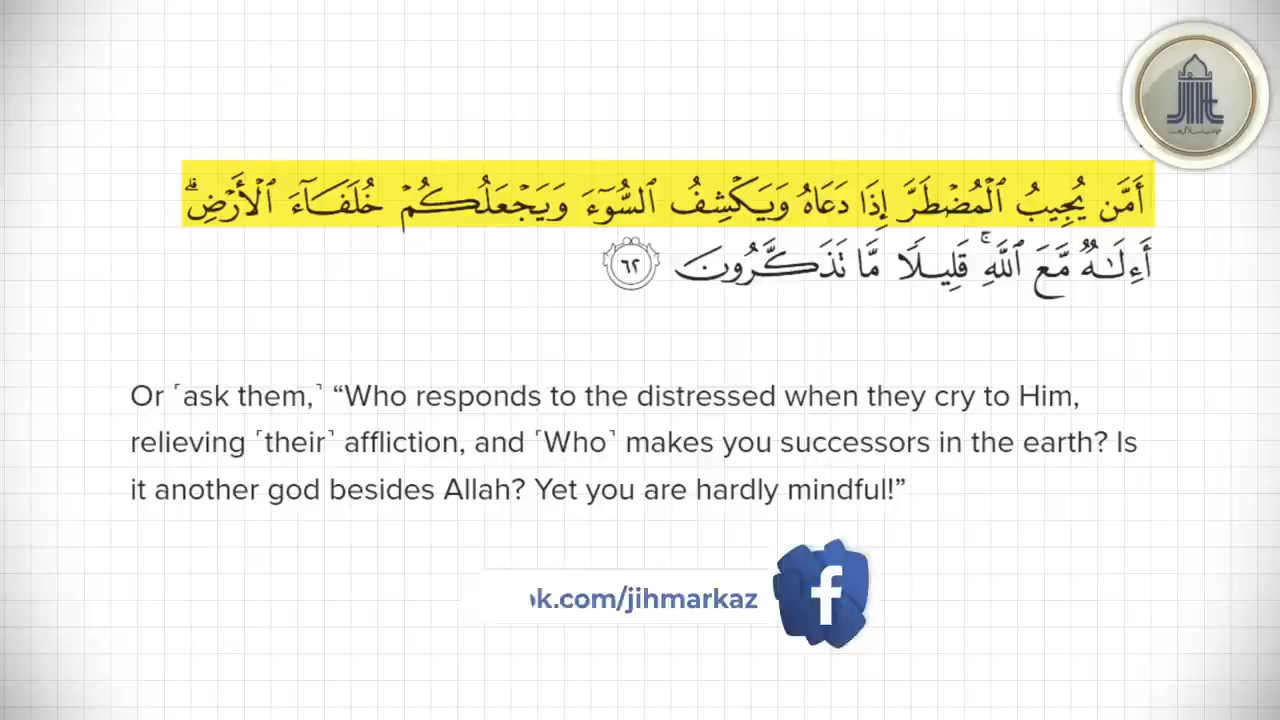 أَمَّن يُجِيبُ ٱلْمُضْطَرَّ إِذَا دَعَاهُ وَيَكْشِفُ ٱلسُّوٓءَ وَيَجْعَلُكُمْ خُلَفَآءَ ٱلْأَرْضِ ۗ
أَءِلَـٰهٌ مَّعَ ٱللَّهِ ۚ قَلِيلًا مَّا تَذَكَّرُونَ ٦٢
Or ˹ask them,˺ “Who responds to the distressed when they cry to Him,
relieving ˹their˺ affliction, and ˹Who˺ makes you successors in the earth? Is
it another god besides Allah? Yet you are hardly mindful!”
ok.com/jihmarkaz